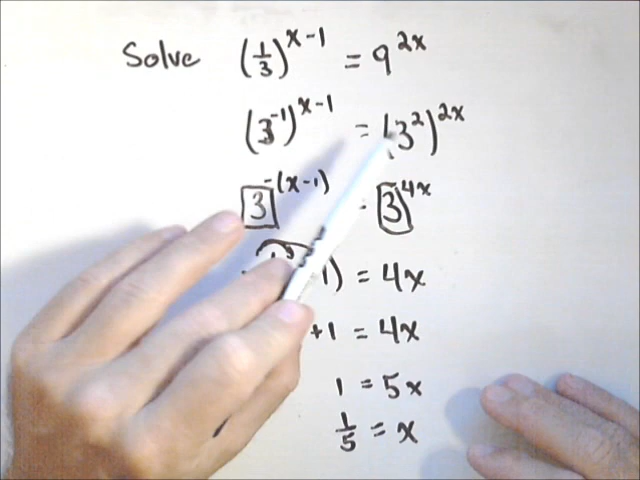 Solve (1/3)^(x-1) = 9^(2x)
(3^-1)^(x-1) = (3^2)^(2x)
3^-(x-1) = 3^4x
1) = 4x
+1 = 4x
1 = 5x
1/5 = x